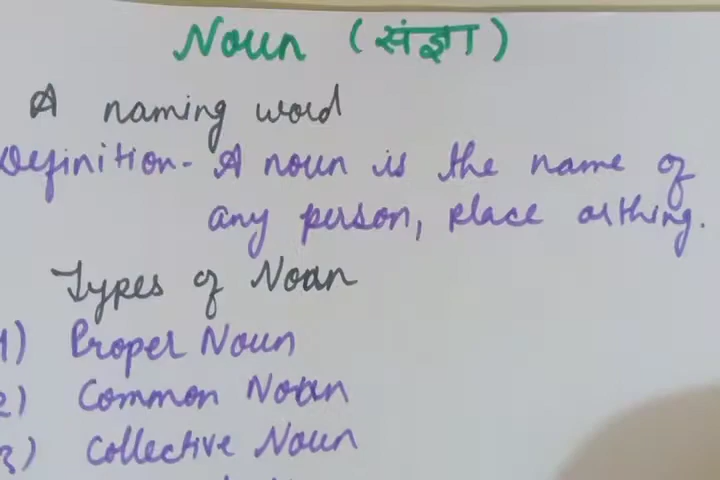 Noun (संज्ञा)
A naming word
Definition- A noun is the name of
any person, place or thing.
Types of Noun
1) Proper Noun
2) Common Noun
3) Collective Noun